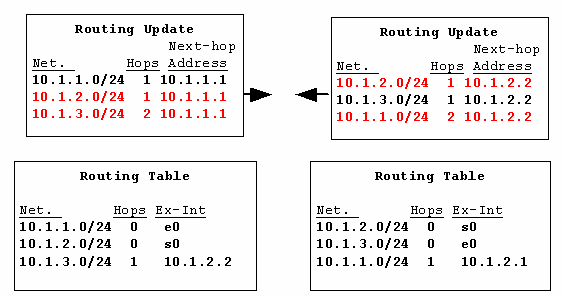 Routing Update
Next-hop
Net. Hops Address
10.1.1.0/24 1 10.1.1.1
10.1.2.0/24 1 10.1.1.1
10.1.3.0/24 2 10.1.1.1
Routing Update
Next-hop
Net. Hops Address
10.1.2.0/24 1 10.1.2.2
10.1.3.0/24 1 10.1.2.2
10.1.1.0/24 2 10.1.2.2
Routing Table
Net. Hops Ex-Int
10.1.1.0/24 0 e0
10.1.2.0/24 0 s0
10.1.3.0/24 1 10.1.2.2
Routing Table
Net. Hops Ex-Int
10.1.2.0/24 0 s0
10.1.3.0/24 0 e0
10.1.1.0/24 1 10.1.2.1